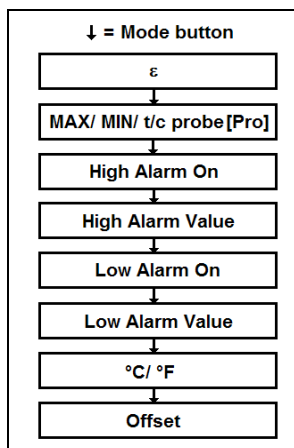 ↓ = Mode button
ε
MAX/ MIN/ t/c probe[Pro]
High Alarm On
High Alarm Value
Low Alarm On
Low Alarm Value
°C/ °F
Offset